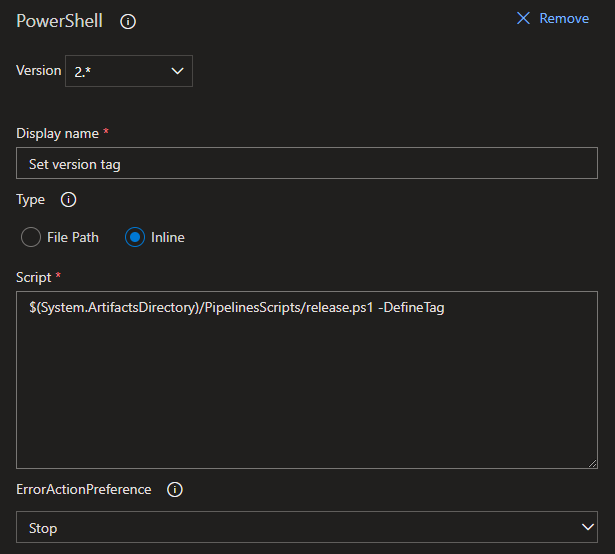 PowerShell
Remove
Version 2.*
Display name *
Set version tag
Type
File Path Inline
Script *
$(System.ArtifactsDirectory)/PipelinesScripts/release.ps1 -DefineTag
ErrorActionPreference
Stop